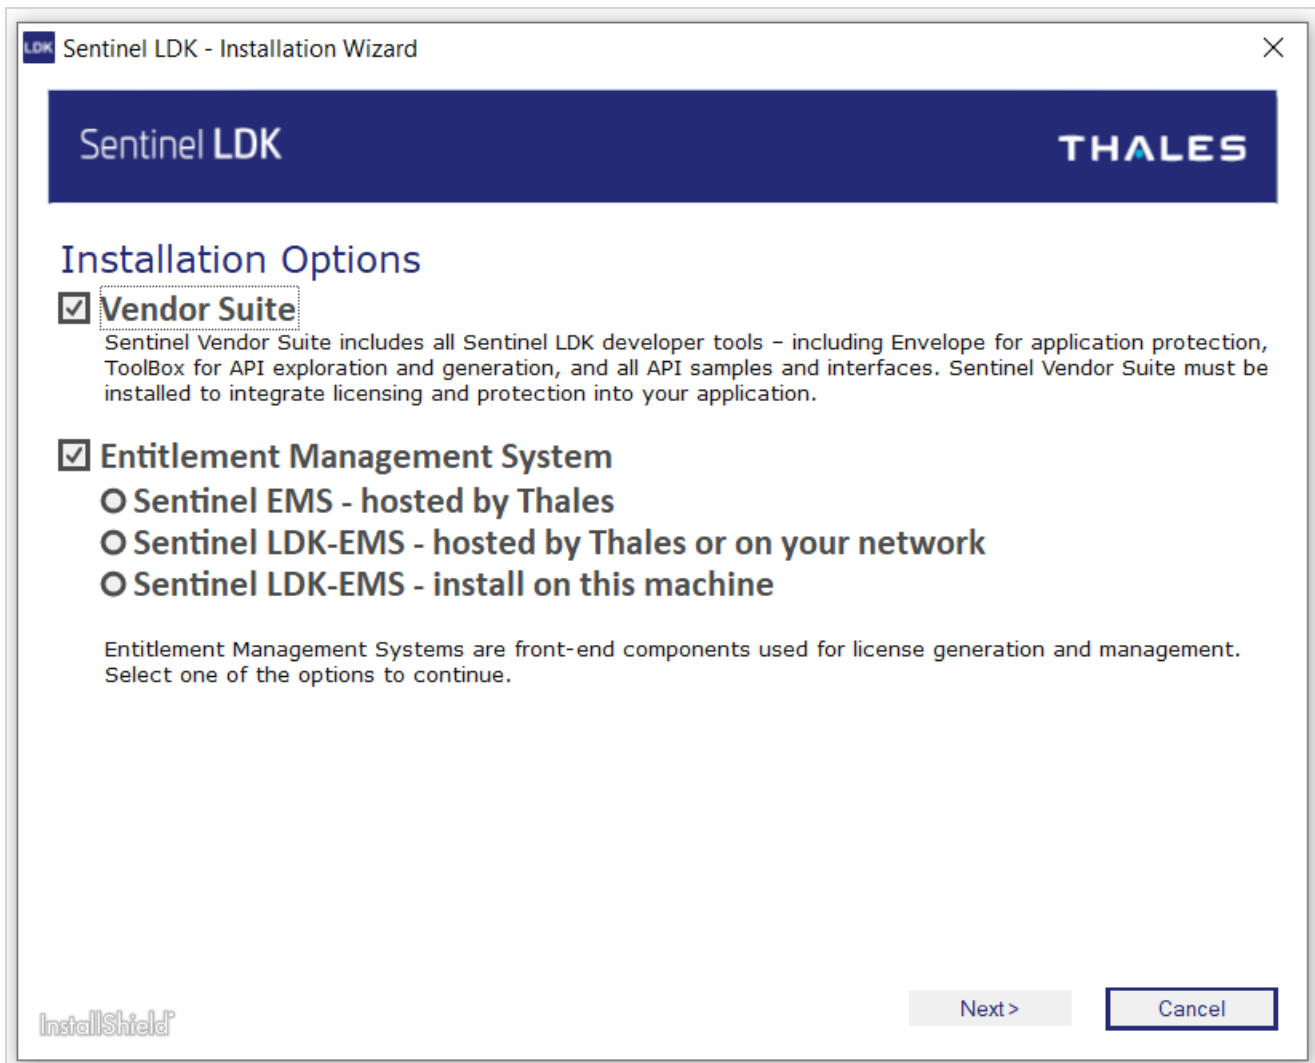 LDK Sentinel LDK - Installation Wizard
Sentinel LDK
THALES
Installation Options
Vendor Suite
Sentinel Vendor Suite includes all Sentinel LDK developer tools – including Envelope for application protection,
ToolBox for API exploration and generation, and all API samples and interfaces. Sentinel Vendor Suite must be
installed to integrate licensing and protection into your application.
Entitlement Management System
Sentinel EMS - hosted by Thales
Sentinel LDK-EMS - hosted by Thales or on your network
Sentinel LDK-EMS - install on this machine
Entitlement Management Systems are front-end components used for license generation and management.
Select one of the options to continue.
InstallShield
Next >
Cancel